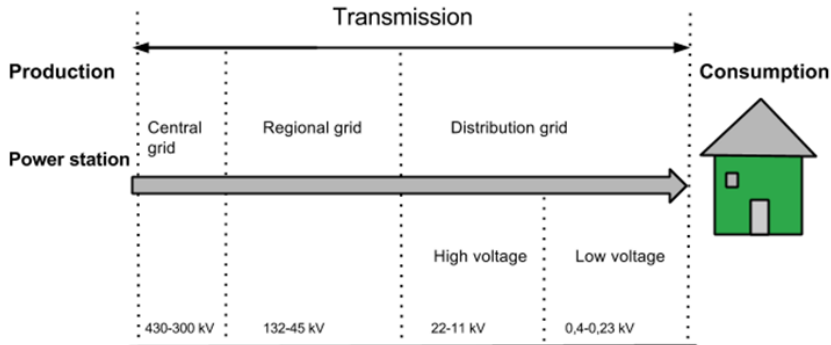 Transmission
Production
Consumption
Central
grid
Regional grid
Distribution grid
Power station
High voltage
Low voltage
430-300 kV
132-45 kV
22-11 kV
0,4-0,23 kV